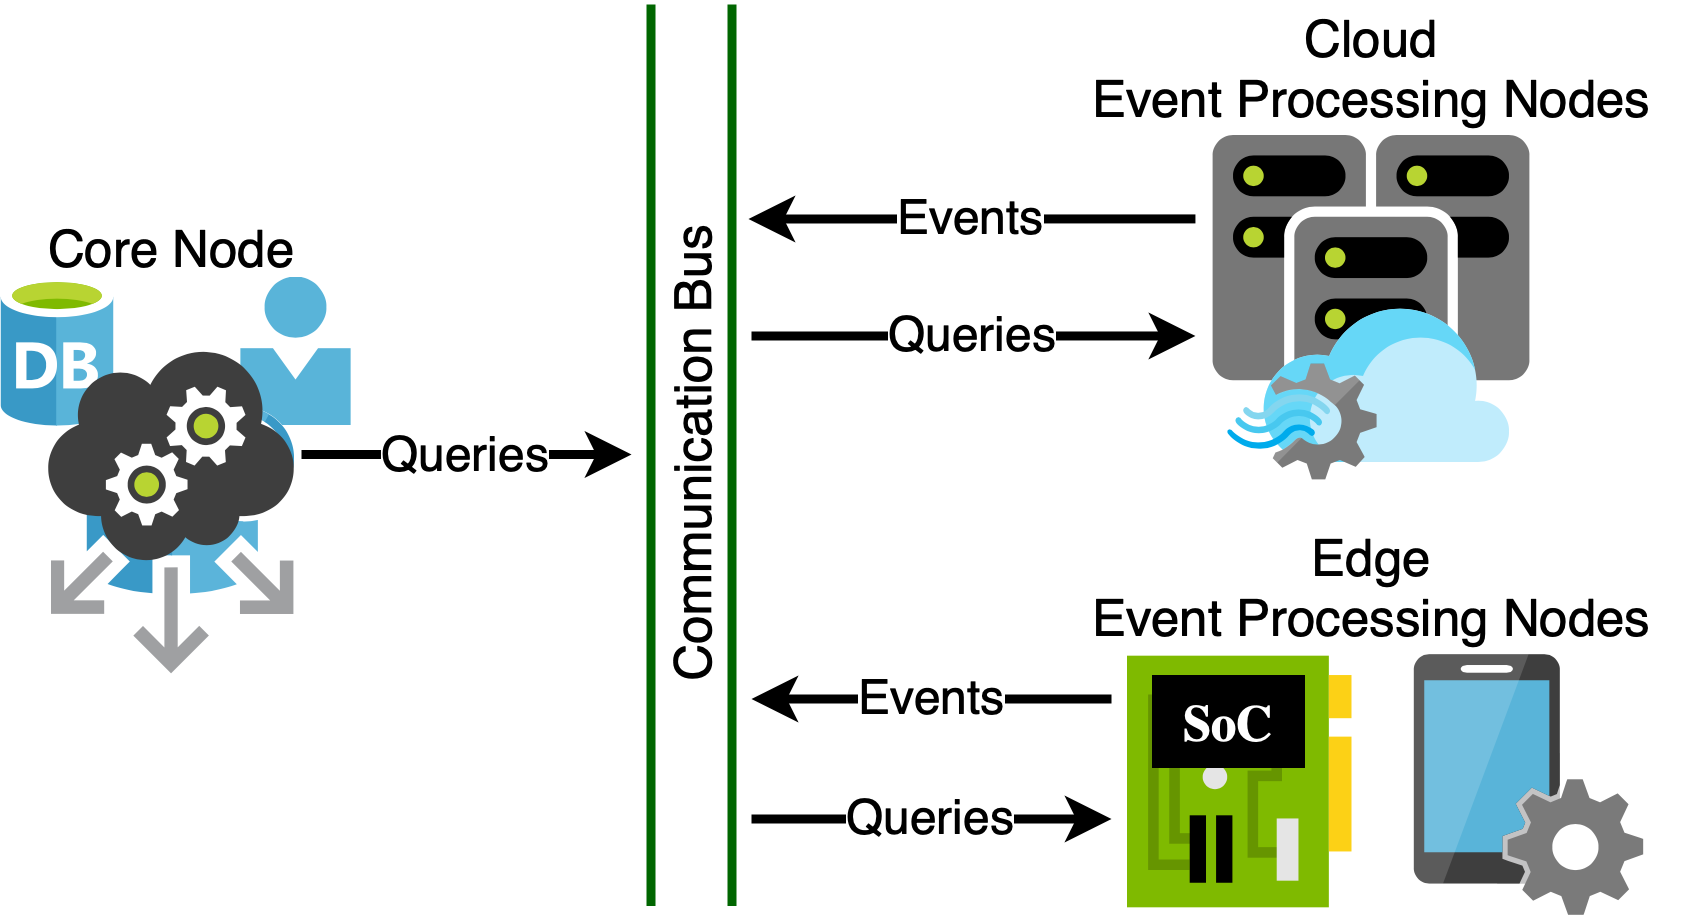 Cloud
Event Processing Nodes
Events
Queries
Core Node
DB
Queries
Communication Bus
Edge
Event Processing Nodes
Events
SoC
Queries